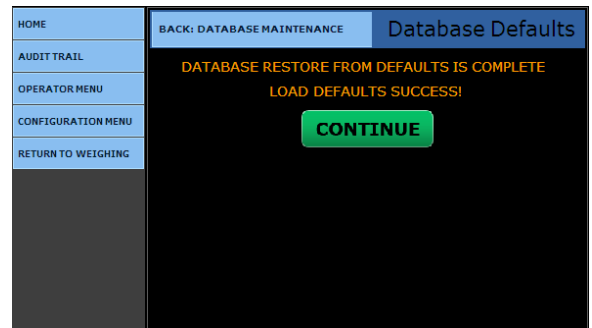 HOME
AUDIT TRAIL
OPERATOR MENU
CONFIGURATION MENU
RETURN TO WEIGHING
BACK: DATABASE MAINTENANCE
Database Defaults
DATABASE RESTORE FROM DEFAULTS IS COMPLETE
LOAD DEFAULTS SUCCESS!
CONTINUE